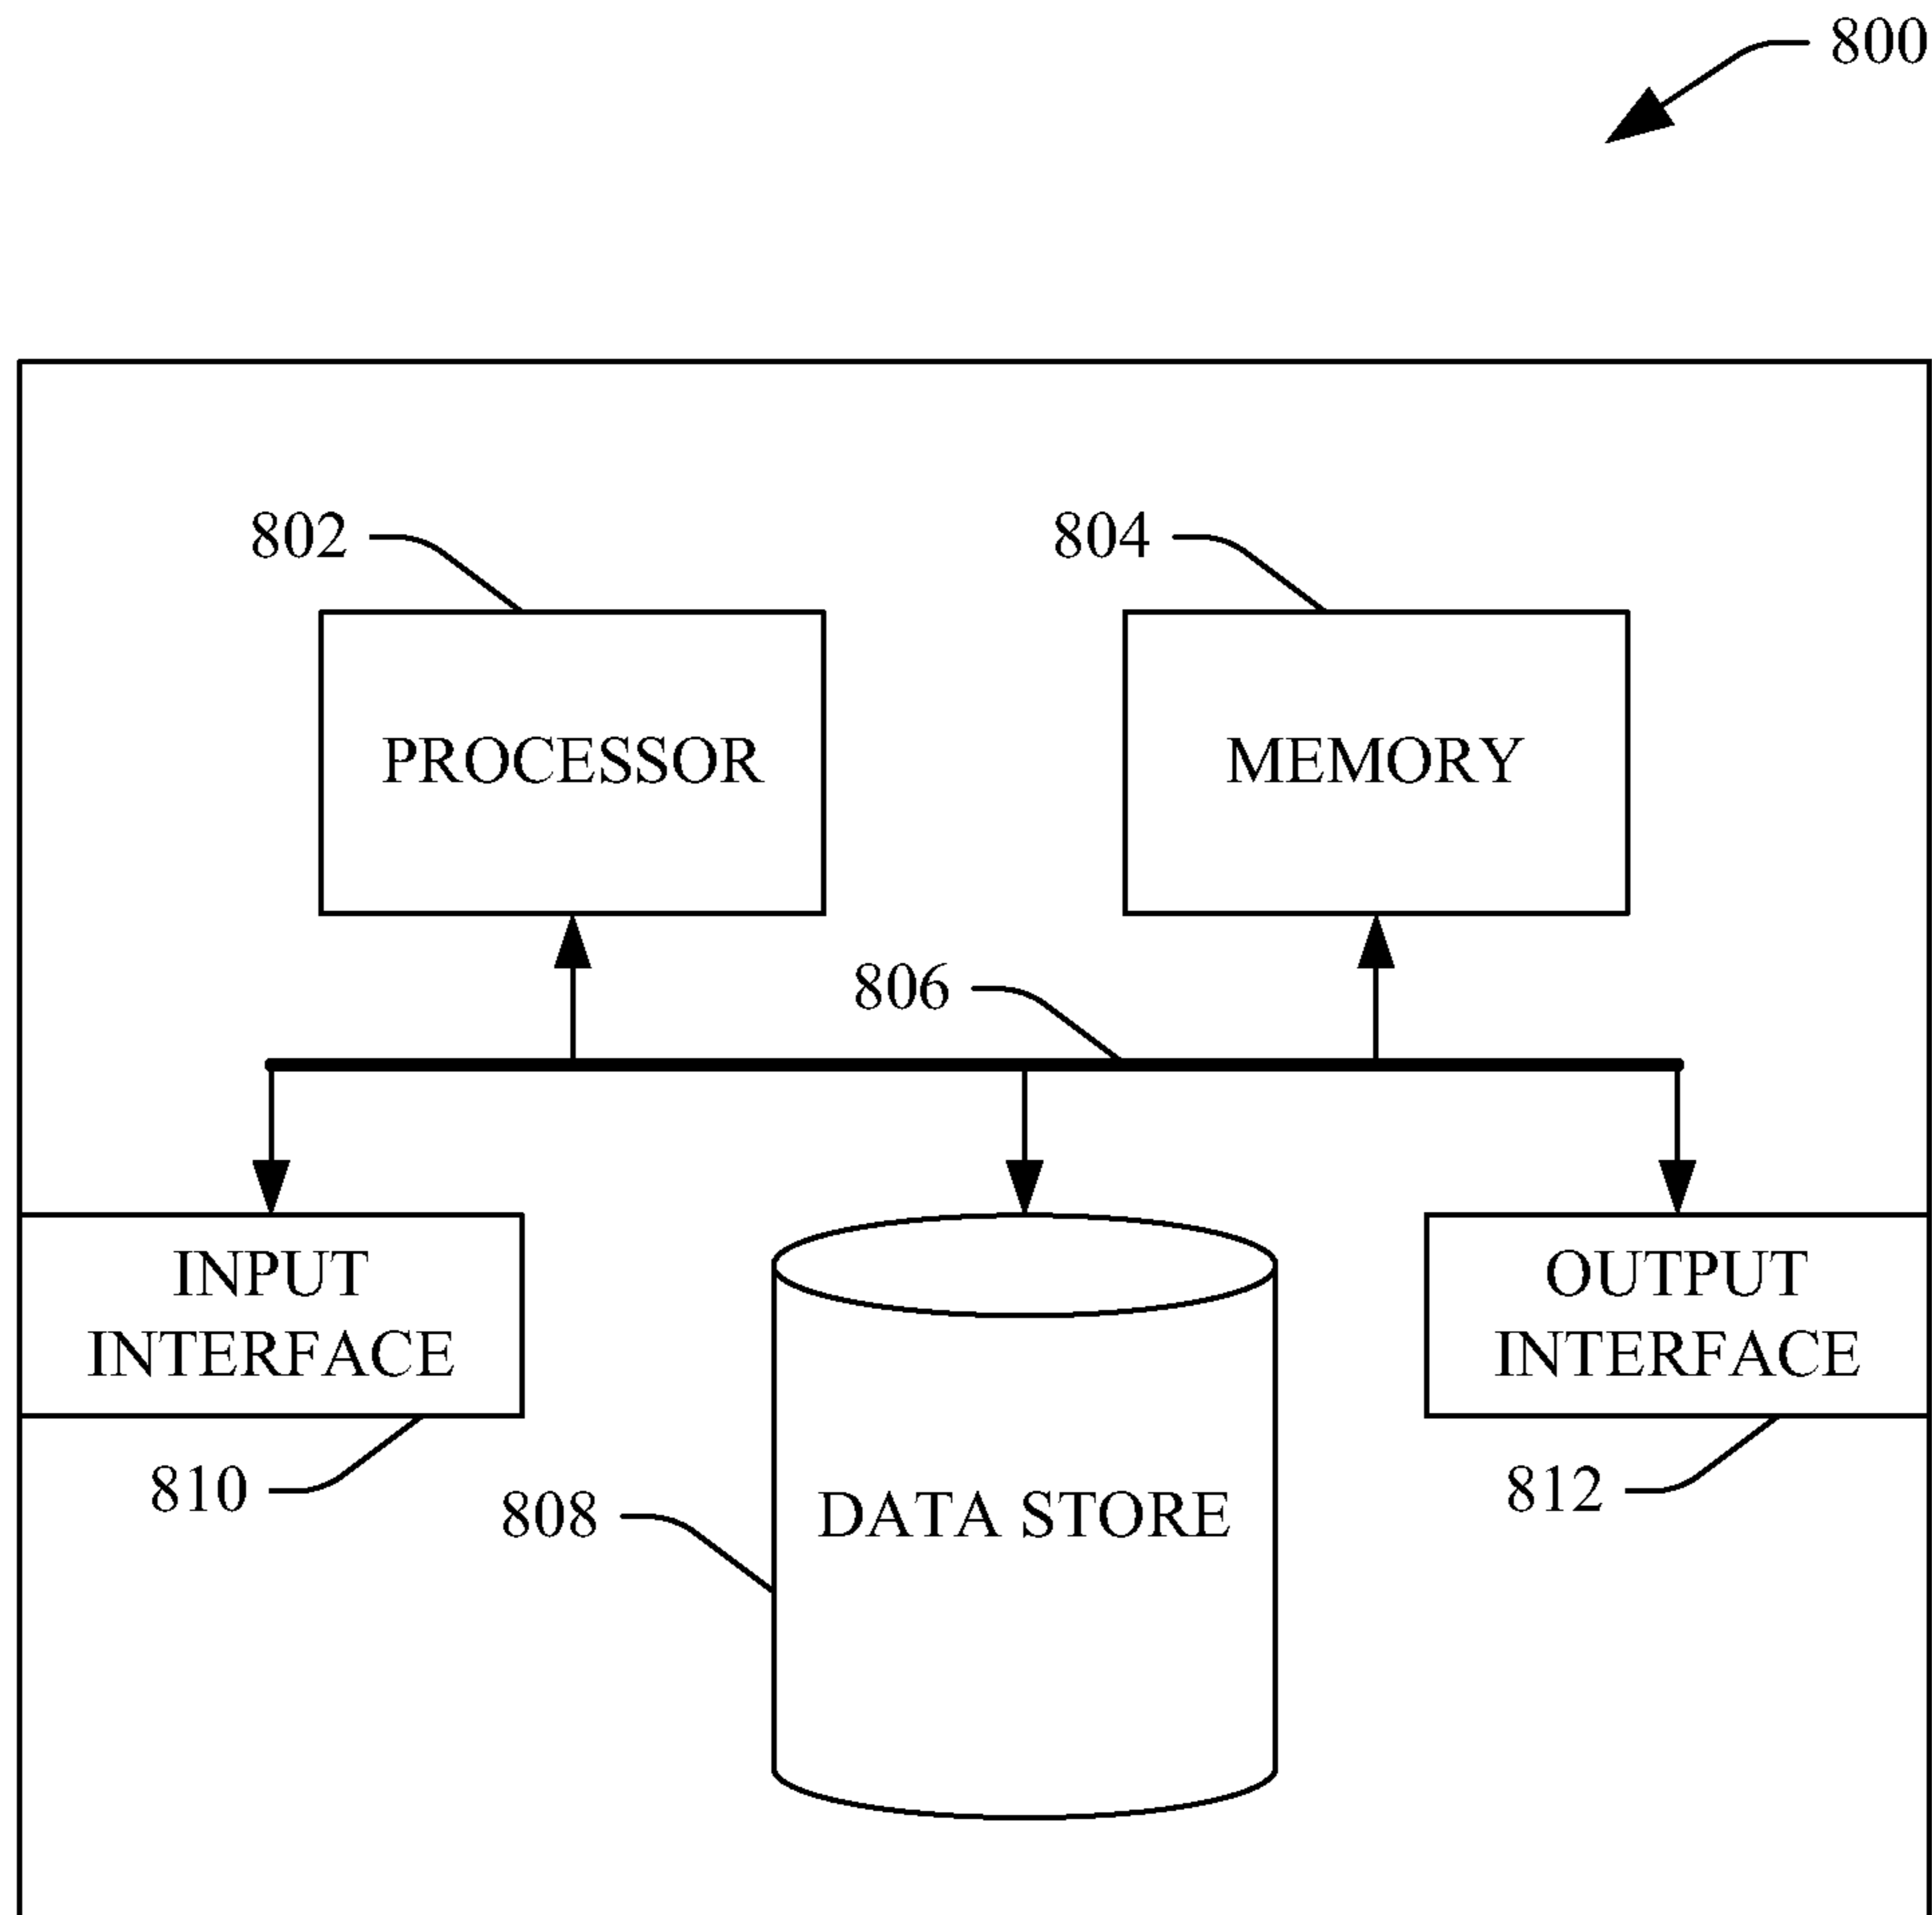 800
802
804
PROCESSOR
MEMORY
806
INPUT
INTERFACE
OUTPUT
INTERFACE
810
808
DATA STORE
812